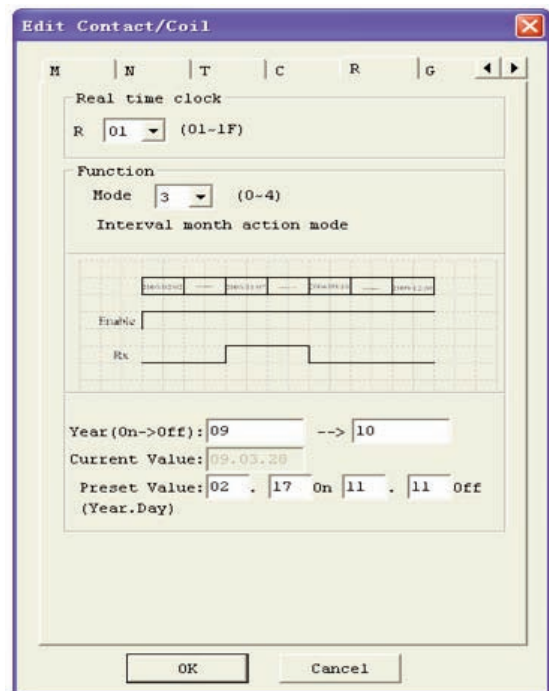 Edit Contact/Coil
M N T C R G
Real time clock
R 01 (01~1F)
Function
Mode 3 (0~4)
Interval month action mode
Enable
Rx
Year(On->Off): 09 --> 10
Current Value: 09.03.20
Preset Value: 02 . 17 On 11 . 11 Off
(Year.Day)
OK Cancel